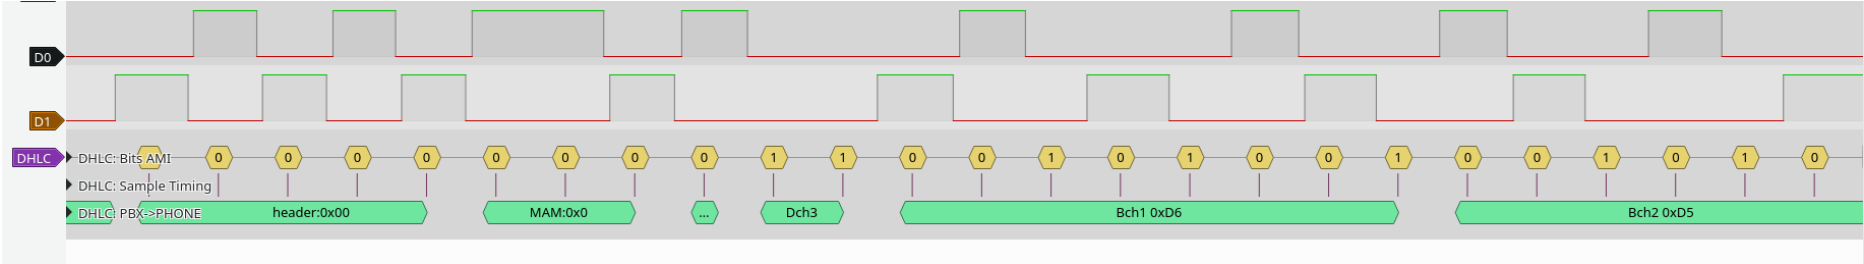 D0
D1
DHLC DHLC: Bits AMI 0 0 0 0 0 0 0 0 1 1 0 0 1 0 1 0 0 1 0 0 1 0 1 0
DHLC: Sample Timing
DHLC: PBX->PHONE header:0x00 MAM:0x0 ... Dch3 Bch1 0xD6 Bch2 0xD5